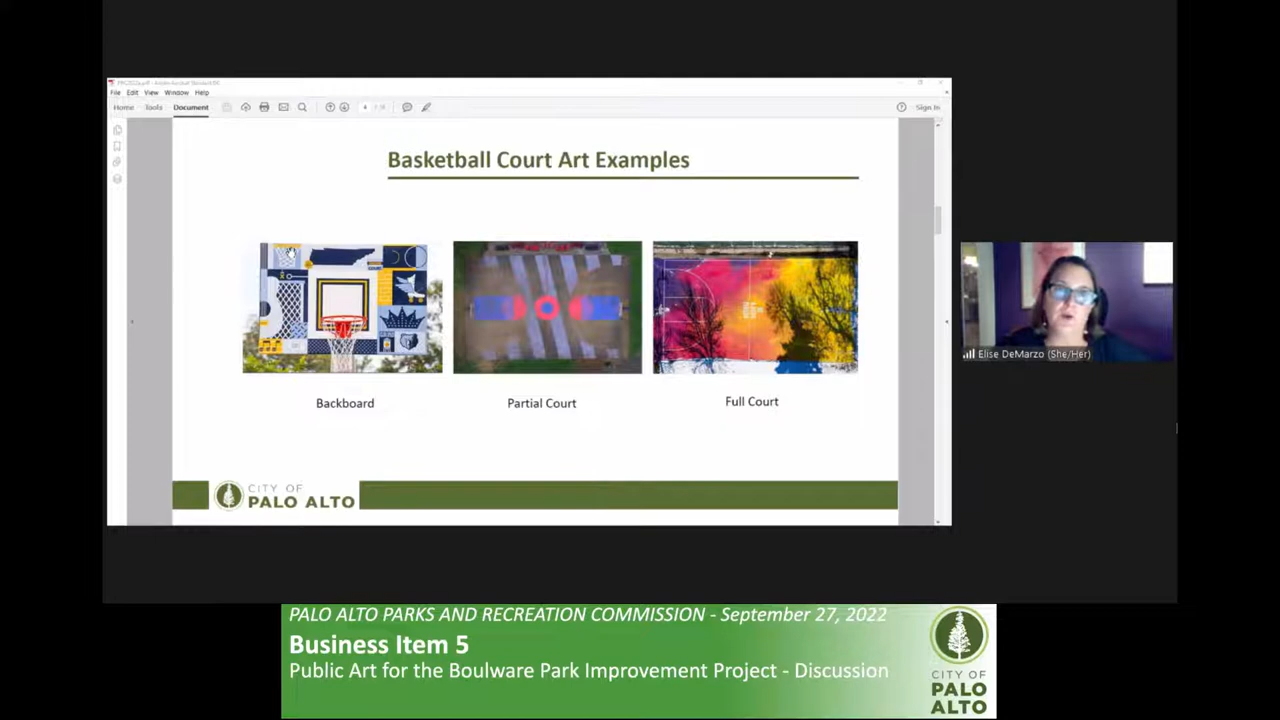 File Edit View Window Help
Home Tools Document
4
Sign In
Basketball Court Art Examples
Backboard
Partial Court
Full Court
CITY OF
PALO ALTO
Elise DeMarzo (She/Her)
PALO ALTO PARKS AND RECREATION COMMISSION - September 27, 2022
Business Item 5
Public Art for the Boulware Park Improvement Project - Discussion
CITY OF
PALO
ALTO